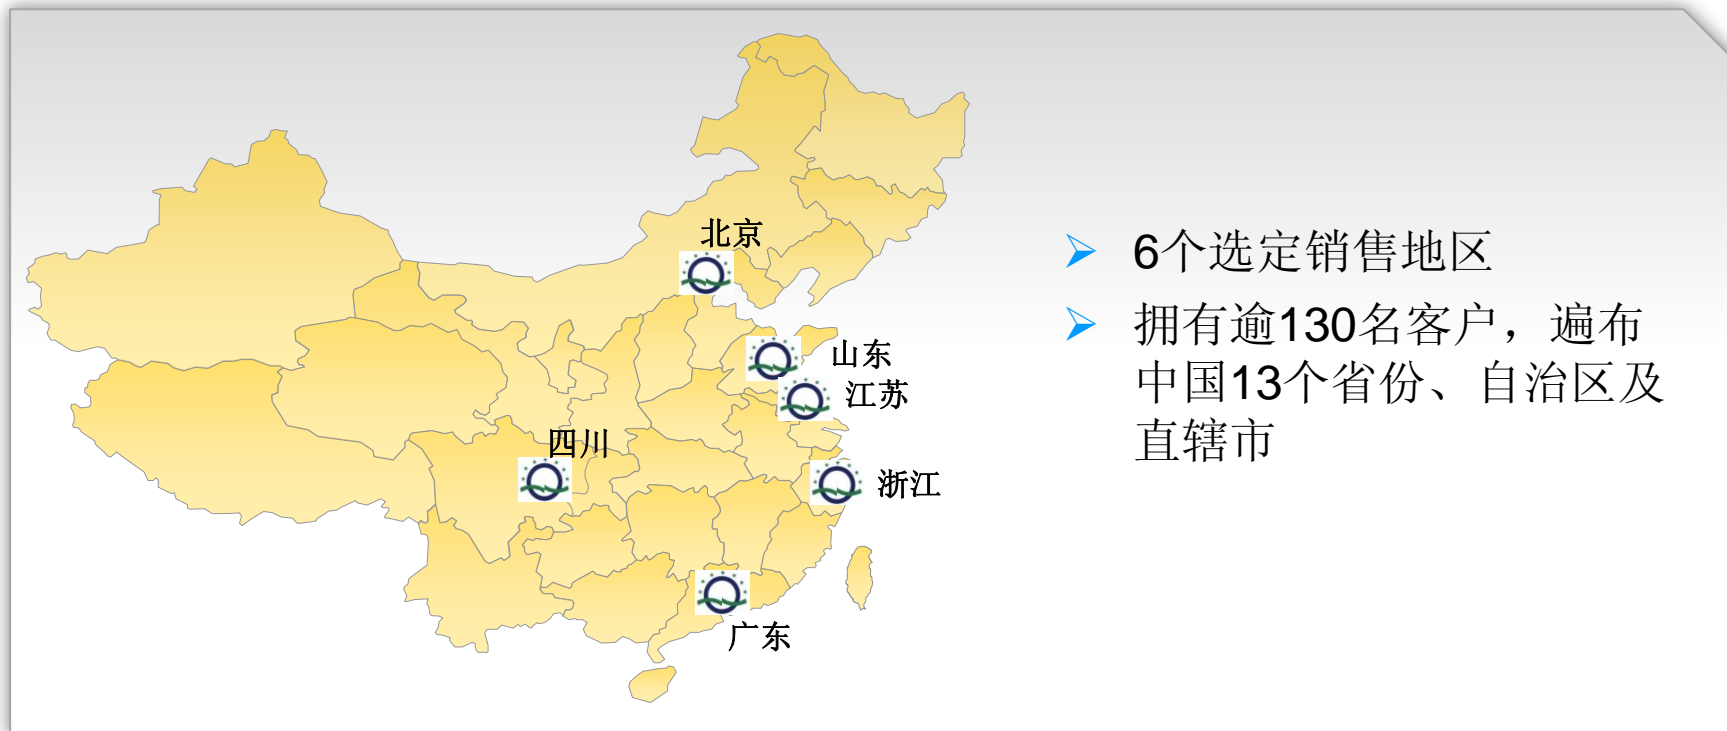 北京
山东
江苏
四川
浙江
广东
6个选定销售地区
拥有逾130名客户，遍布
中国13个省份、自治区及
直辖市